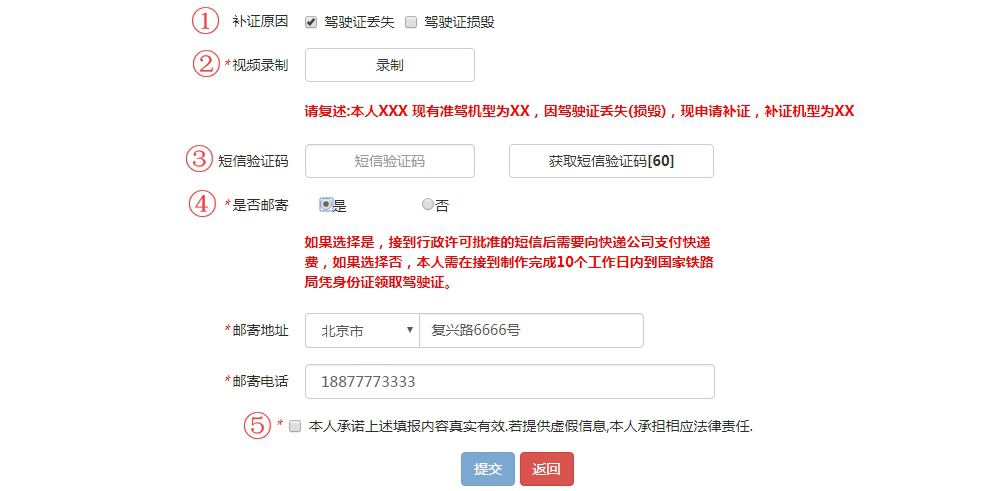 ① 补证原因 驾驶证丢失 驾驶证损毁
② *视频录制 录制
请复述:本人XXX 现有准驾机型为XX，因驾驶证丢失(损毁)，现申请补证，补证机型为XX
③ 短信验证码 短信验证码 获取短信验证码[60]
④ *是否邮寄 是 否
如果选择是，接到行政许可批准的短信后需要向快递公司支付快递
费，如果选择否，本人需在接到制作完成10个工作日内到国家铁路
局凭身份证领取驾驶证。
*邮寄地址 北京市 复兴路6666号
*邮寄电话 18877773333
⑤ * 本人承诺上述填报内容真实有效.若提供虚假信息,本人承担相应法律责任.
提交 返回